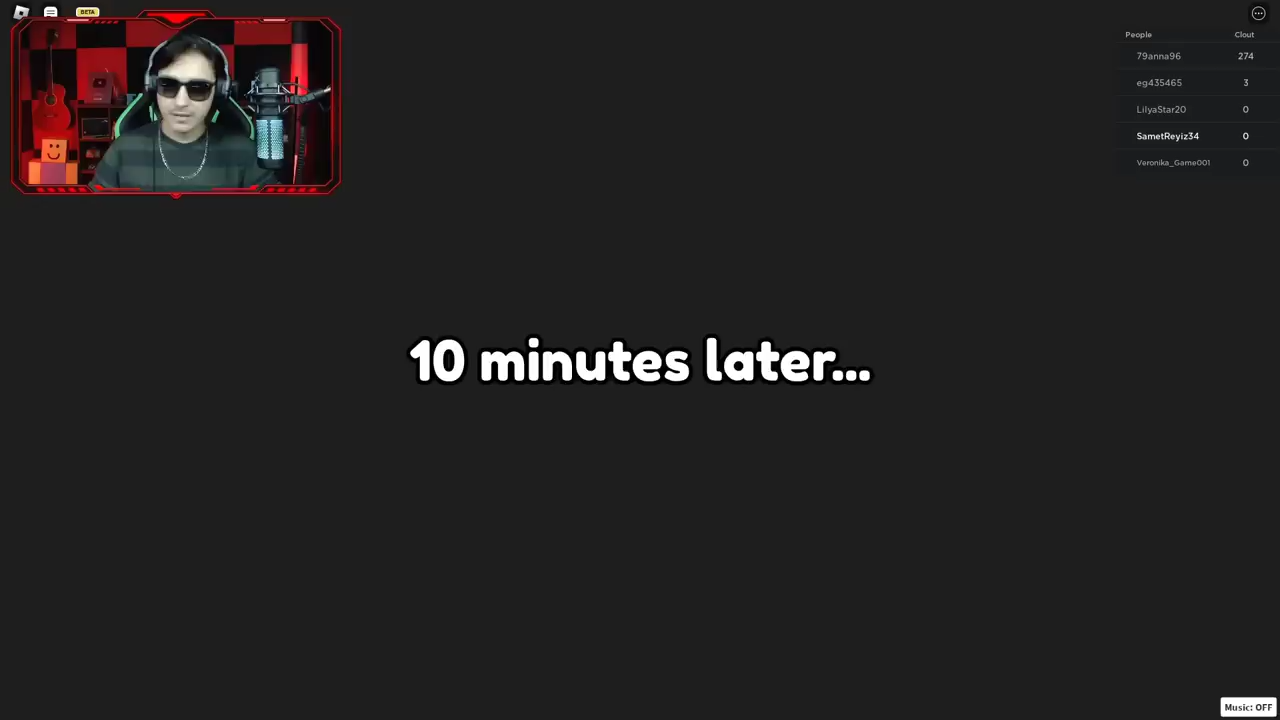 BETA
People Clout
79anna96 274
eg435465 3
LilyaStar20 0
SametReyiz34 0
Veronika_Game001 0
10 minutes later...
Music: OFF